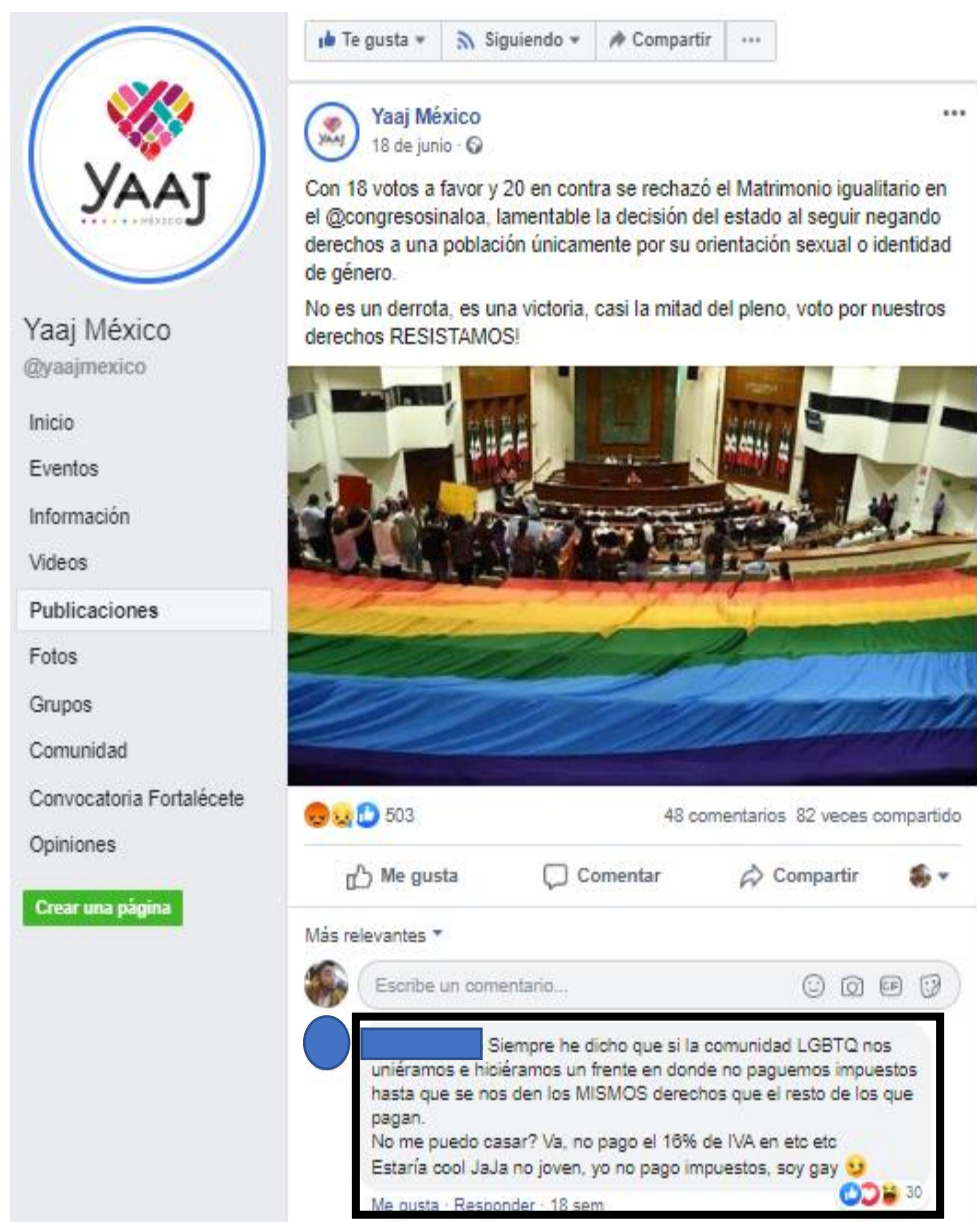 YAAJ
MÉXICO
Yaaj México
@yaajmexico
Inicio
Eventos
Información
Videos
Publicaciones
Fotos
Grupos
Comunidad
Convocatoria Fortalécete
Opiniones
Crear una página
Te gusta
Siguiendo
Compartir
Yaaj México
YAAJ
18 de junio
Con 18 votos a favor y 20 en contra se rechazó el Matrimonio igualitario en
el @congresosinaloa, lamentable la decisión del estado al seguir negando
derechos a una población únicamente por su orientación sexual o identidad
de género.
No es un derrota, es una victoria, casi la mitad del pleno, voto por nuestros
derechos RESISTAMOS!
503
48 comentarios 82 veces compartido
Me gusta
Comentar
Compartir
Más relevantes
Escribe un comentario...
GIF
Siempre he dicho que si la comunidad LGBTQ nos
uniéramos e hiciéramos un frente en donde no paguemos impuestos
hasta que se nos den los MISMOS derechos que el resto de los que
pagan.
No me puedo casar? Va, no pago el 16% de IVA en etc etc
Estaría cool JaJa no joven, yo no pago impuestos, soy gay
30
Me gusta · Responder · 18 sem